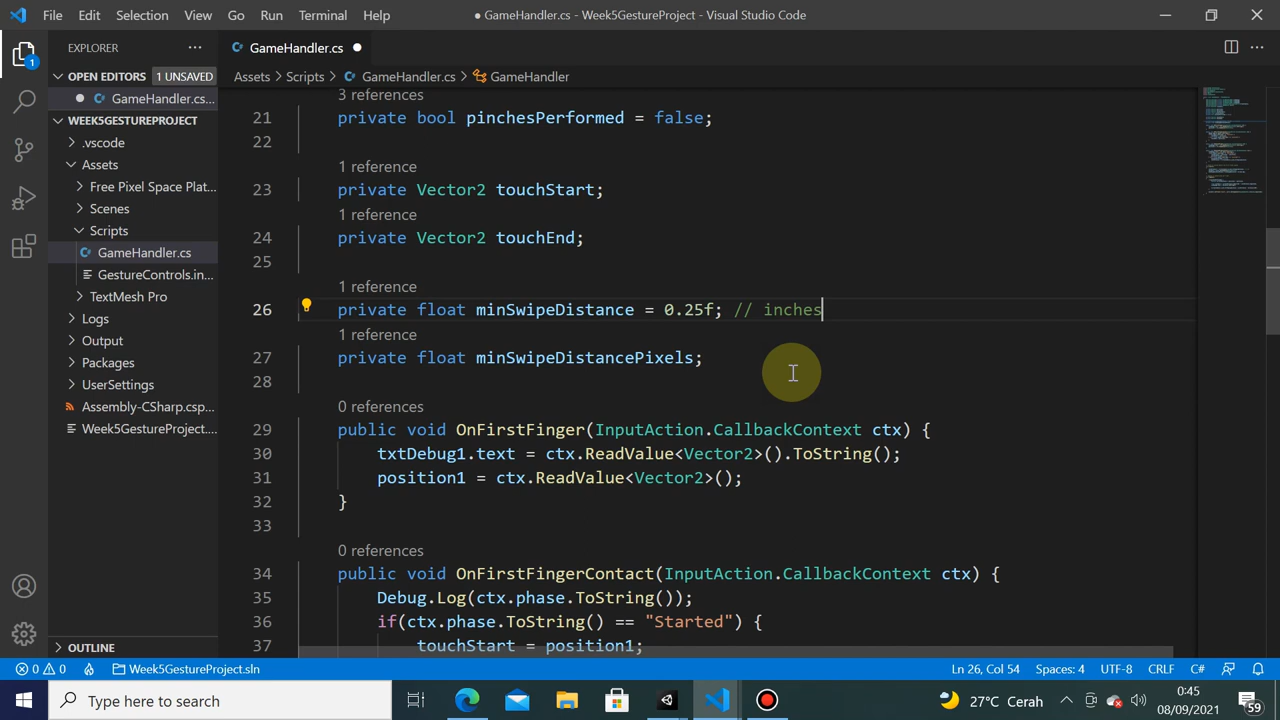 File Edit Selection View Go Run Terminal Help
● GameHandler.cs - Week5GestureProject - Visual Studio Code
EXPLORER ···
GameHandler.cs ●
OPEN EDITORS 1 UNSAVED
● GameHandler.cs...
Assets > Scripts > GameHandler.cs > GameHandler
WEEK5GESTUREPROJECT
.vscode
Assets
Free Pixel Space Plat...
Scenes
Scripts
GameHandler.cs
GestureControls.in...
TextMesh Pro
Logs
Output
Packages
UserSettings
Assembly-CSharp.csp...
Week5GestureProject....
OUTLINE
1
3 references
21 private bool pinchesPerformed = false;
22
1 reference
23 private Vector2 touchStart;
1 reference
24 private Vector2 touchEnd;
25
1 reference
26 private float minSwipeDistance = 0.25f; // inches
1 reference
27 private float minSwipeDistancePixels;
28
0 references
29 public void OnFirstFinger(InputAction.CallbackContext ctx) {
30 txtDebug1.text = ctx.ReadValue<Vector2>().ToString();
31 position1 = ctx.ReadValue<Vector2>();
32 }
33
0 references
34 public void OnFirstFingerContact(InputAction.CallbackContext ctx) {
35 Debug.Log(ctx.phase.ToString());
36 if(ctx.phase.ToString() == "Started") {
37 touchStart = position1;
0 0 Week5GestureProject.sln Ln 26, Col 54 Spaces: 4 UTF-8 CRLF C#
Type here to search
27°C Cerah
0:45
08/09/2021
59